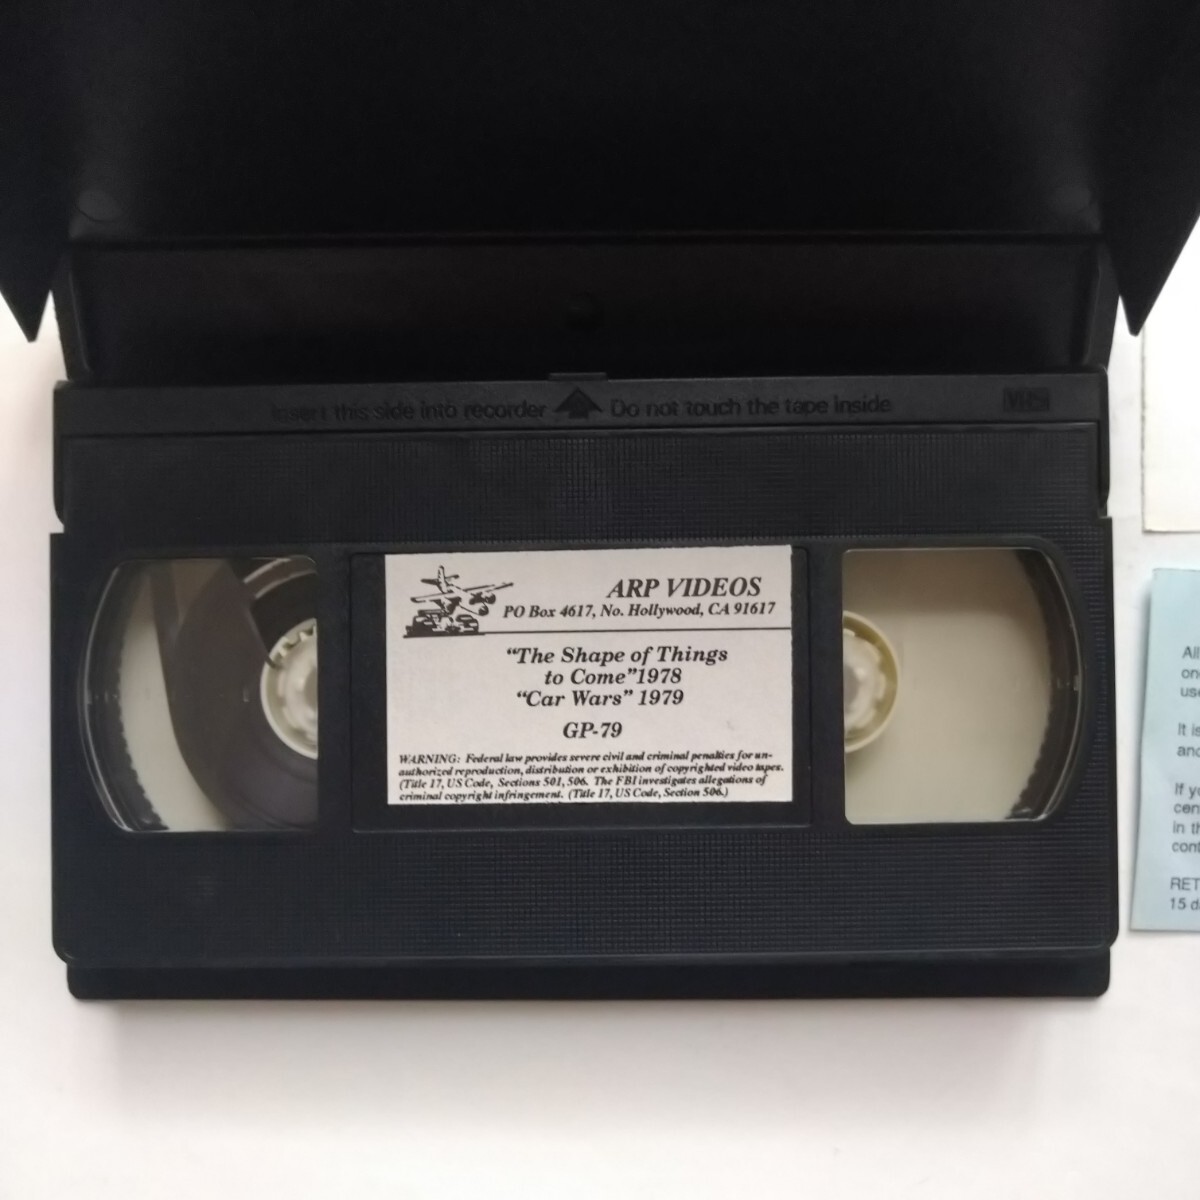 Insert this side into recorder Do not touch the tape inside
VHS
ARP VIDEOS
PO Box 4617, No. Hollywood, CA 91617
"The Shape of Things
to Come" 1978
"Car Wars" 1979
GP-79
WARNING: Federal law provides severe civil and criminal penalties for un-
authorized reproduction, distribution or exhibition of copyrighted video tapes.
(Title 17, US Code, Sections 501, 506. The FBI investigates allegations of
criminal copyright infringement. (Title 17, US Code, Section 506.)
All
It is
If yo
in th
15 d